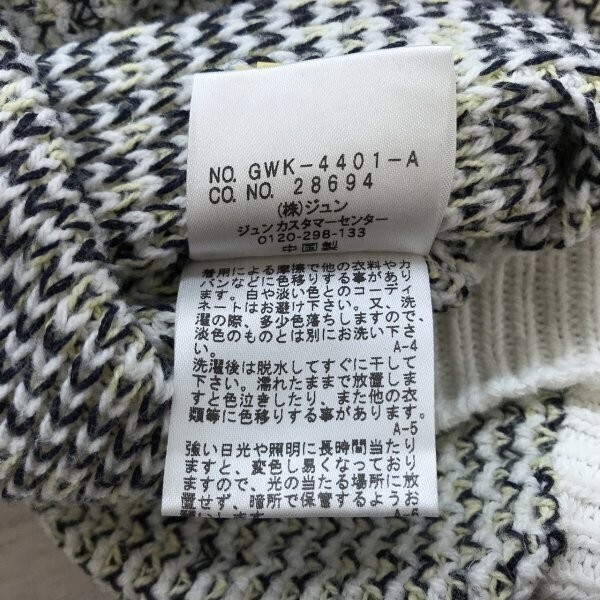 NO. GWK-4401-A
CO. NO. 28694
(株)ジュン
ジュン カスタマーセンター
0120-298-133
中国製
着用による摩擦で他の衣料やカ
バンなどに色移りする事があり
ます。白や淡い色とのコーディ
ネートはお避け下さい。又、洗
濯の際、多少色落ちしますので、
淡色のものとは別にお洗い下さ
い。
A-4
洗濯後は脱水してすぐに干して
下さい。濡れたままで放置しま
すと色泣きしたり、また他の衣
類等に色移りする事があります。
A-5
強い日光や照明に長時間当たり
ますと、変色し易くなっており
ますので、光の当たる場所に放
置せず、暗所で保管するようお
願いします。
A-6